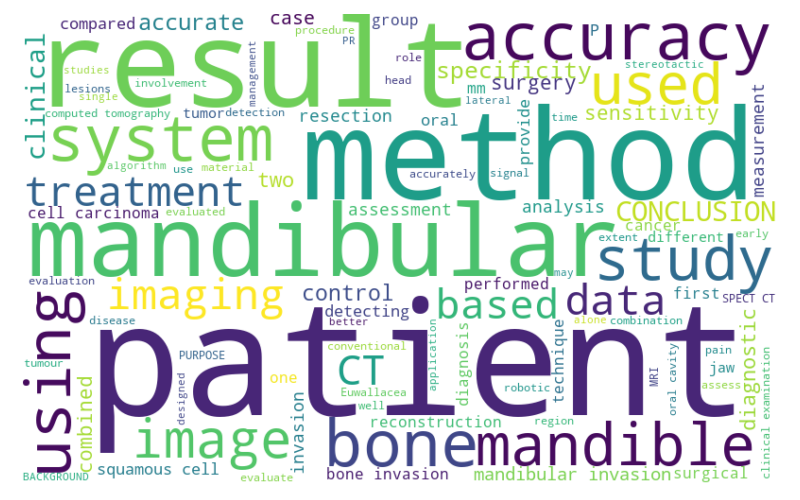 compared
accurate
case
group
procedure
PR
role
head
studies
involvement
lesions
single
management
clinical
result
accuracy
P
stereotactic
specificity
surgery
mm
lateral
used
sensitivity
computed tomography
tumor
detection
resection
oral
provide
time
measurement
system
method
algorithm
use
material
accurately
signal
treatment
two
cell carcinoma
evaluated
assessment
analysis
CONCLUSION
cancer
extent
different
early
mandibular
study
evaluation
may
imaging
control
performed
detecting
based
data
first
SPECT CT
using
disease
better
alone
combination
patient
PURPOSE
conventional
application
diagnosis
technique
robotic
MRI
oral cavity
pain
jaw
assess
diagnostic
clinical examination
tumour
combined
one
CT
Euwallacea
well
designed
region
reconstruction
image
invasion
bone
mandible
squamous cell
BACKGROUND
evaluate
bone invasion
mandibular invasion
surgical